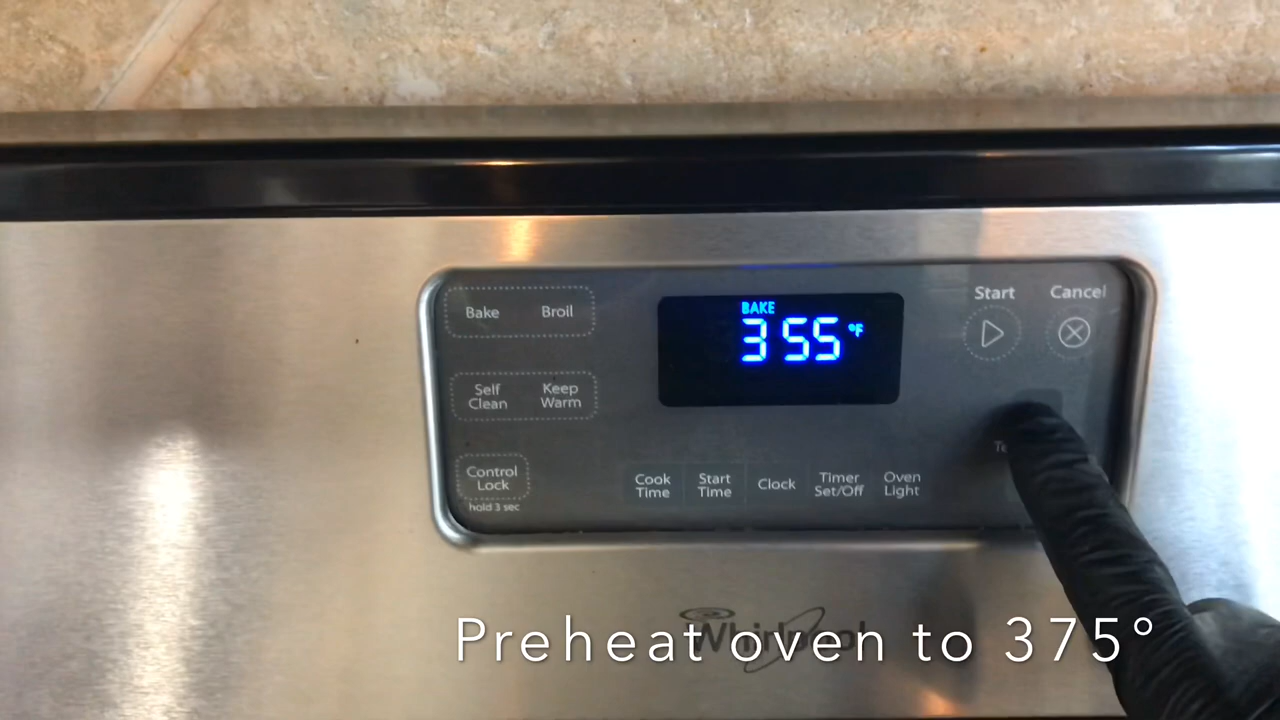 Start Cancel
Bake Broil
BAKE
355 °F
Self Clean
Keep Warm
Control Lock
hold 3 sec
Cook Time
Start Time
Clock
Timer Set/Off
Oven Light
Whirlpool
Preheat oven to 375°